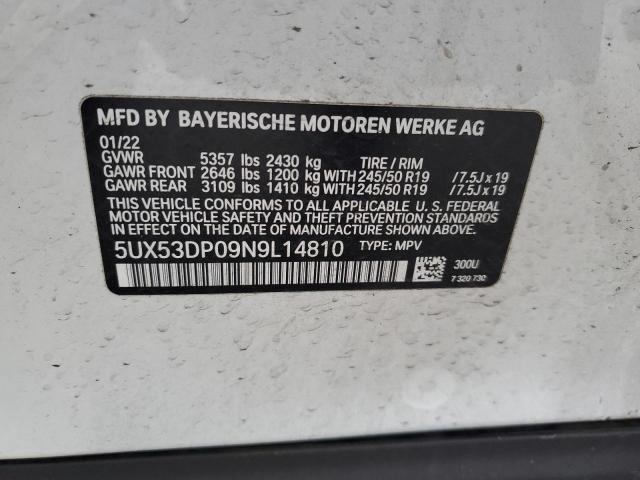 MFD BY BAYERISCHE MOTOREN WERKE AG
01/22
GVWR 5357 lbs 2430 kg TIRE / RIM
GAWR FRONT 2646 lbs 1200 kg WITH 245/50 R19 /7.5J x 19
GAWR REAR 3109 lbs 1410 kg WITH 245/50 R19 /7.5J x 19
THIS VEHICLE CONFORMS TO ALL APPLICABLE U. S. FEDERAL
MOTOR VEHICLE SAFETY AND THEFT PREVENTION STANDARDS
IN EFFECT ON THE DATE OF MANUFACTURE SHOWN ABOVE.
5UX53DP09N9L14810 TYPE: MPV
300U
7 320 730